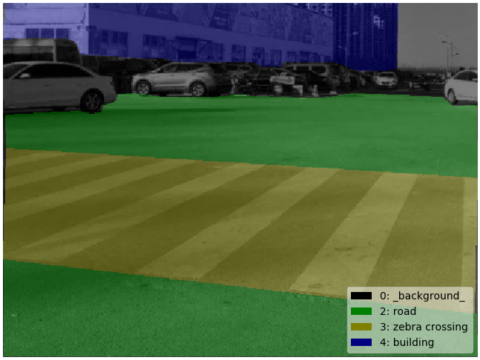 0: _background_
2: road
3: zebra crossing
4: building